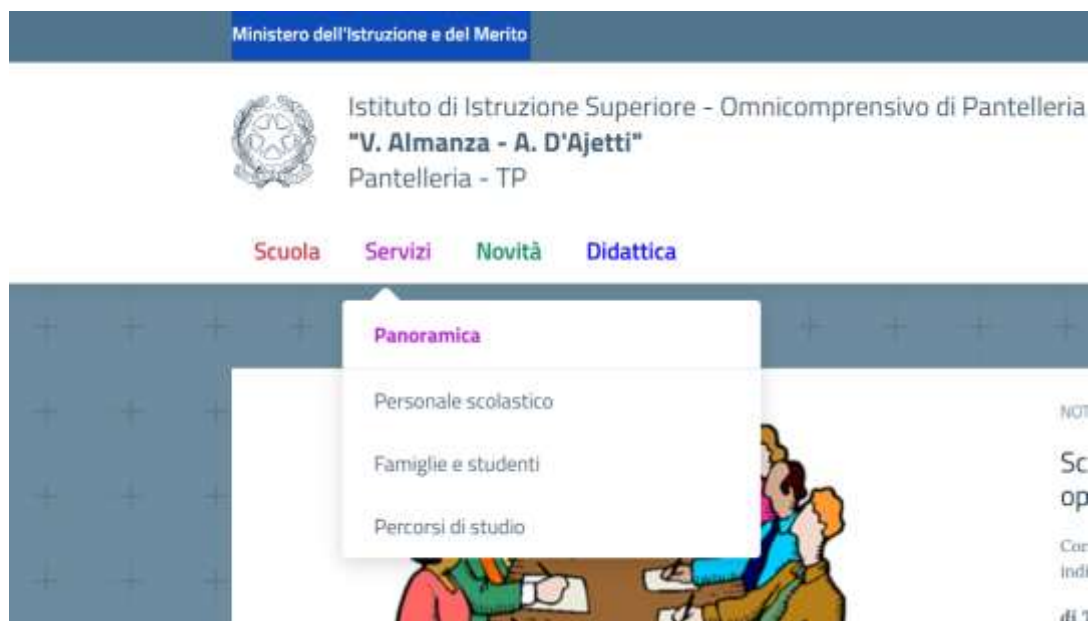 Ministero dell'Istruzione e del Merito
Istituto di Istruzione Superiore - Omnicomprensivo di Pantelleria
"V. Almanza - A. D'Ajetti"
Pantelleria - TP
Scuola Servizi Novità Didattica
Panoramica
Personale scolastico
Famiglie e studenti
Percorsi di studio